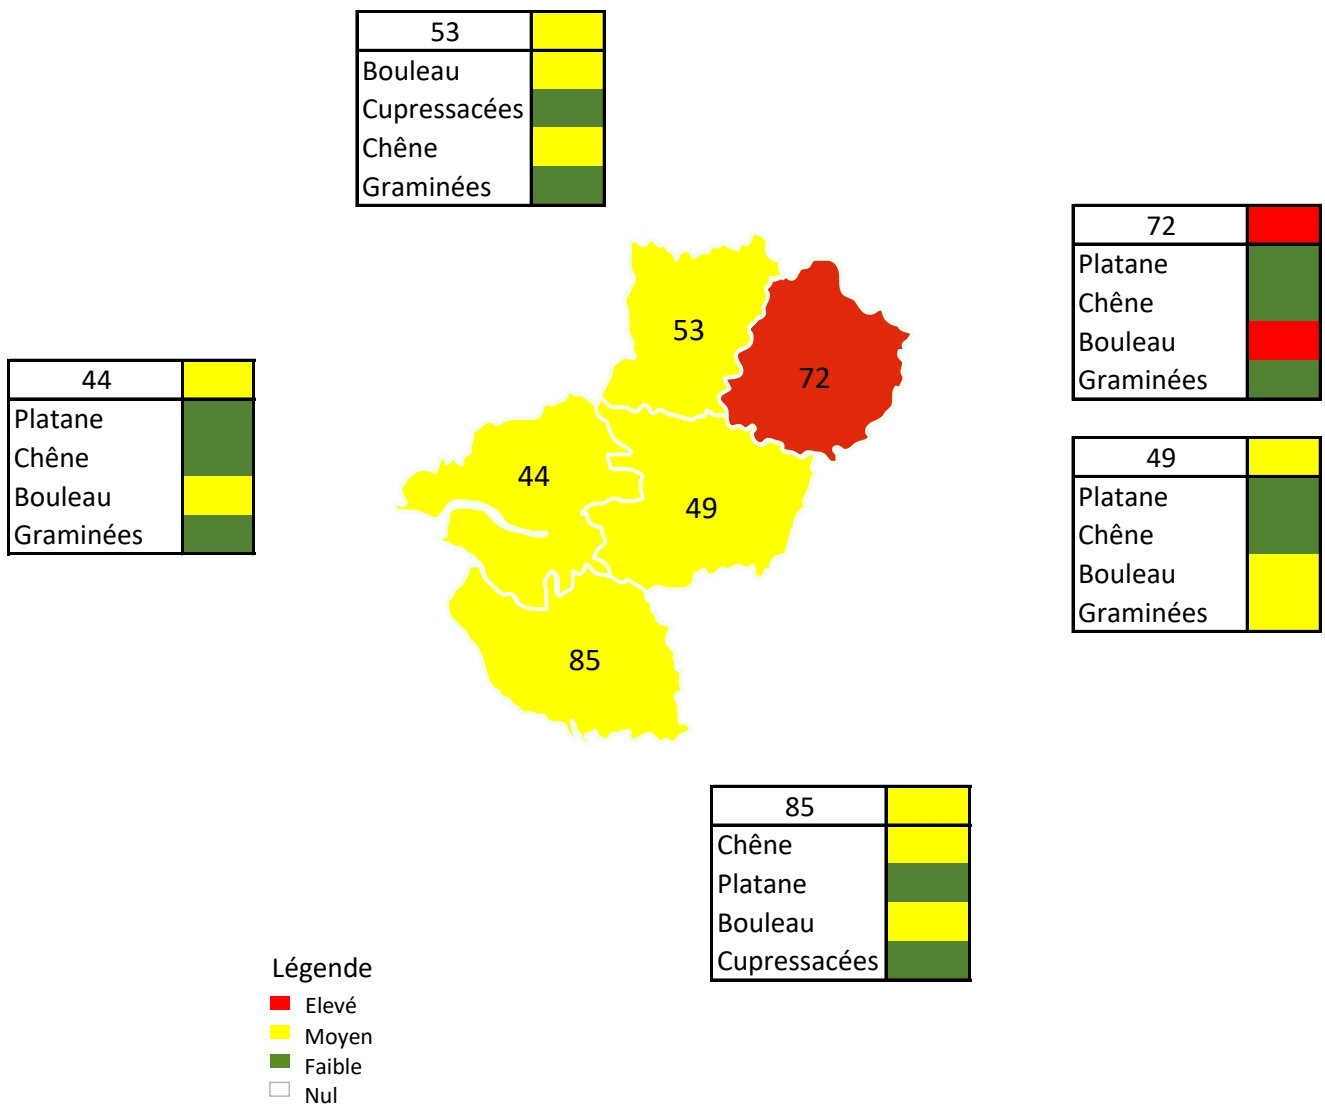 53
Bouleau
Cupressacées
Chêne
Graminées
72
Platane
Chêne
Bouleau
Graminées
53
72
44
Platane
Chêne
Bouleau
Graminées
44
49
49
Platane
Chêne
Bouleau
Graminées
85
85
Chêne
Platane
Bouleau
Cupressacées
Légende
Elevé
Moyen
Faible
Nul